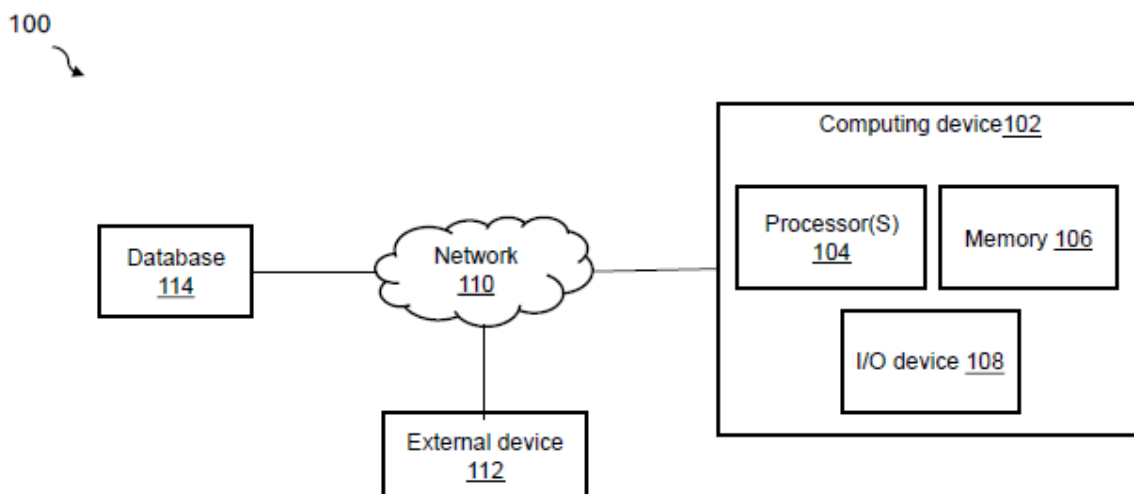 100
Computing device102
Processor(S)
104
Memory 106
I/O device 108
Network
110
Database
114
External device
112